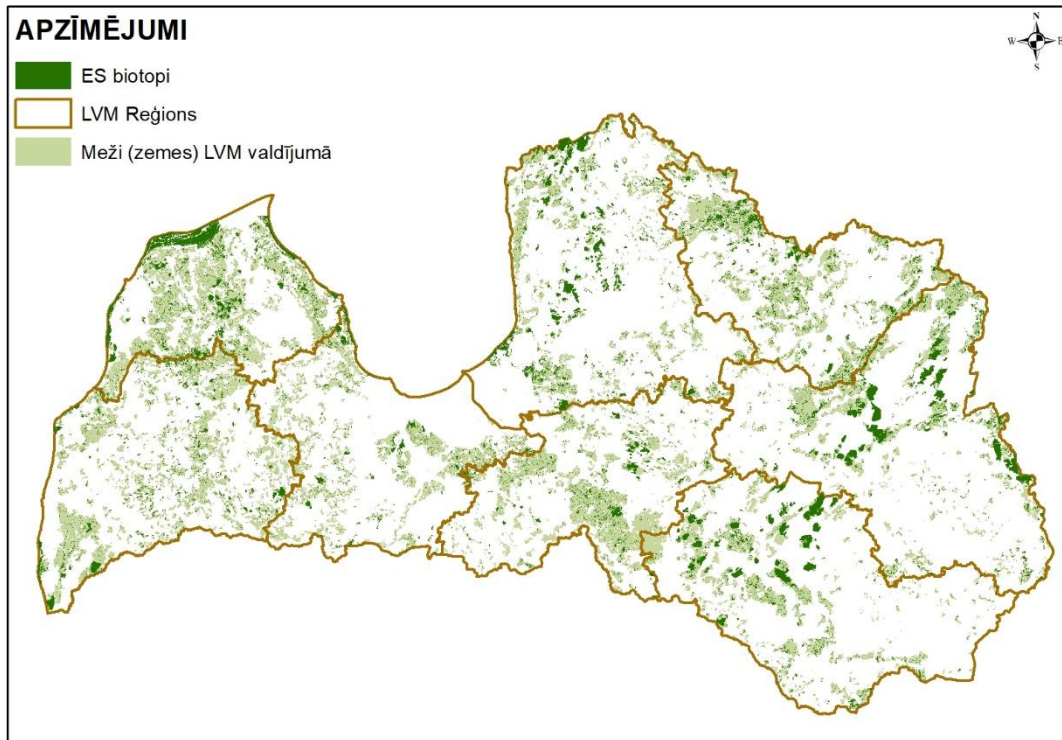 APZĪMĒJUMI
ES biotopi
LVM Reģions
Meži (zemes) LVM valdījumā
N
W E
S